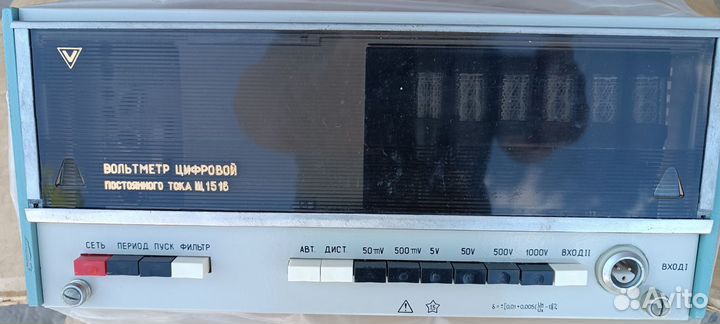 V
ВОЛЬТМЕТР ЦИФРОВОЙ
ПОСТОЯННОГО ТОКА Щ1516
СЕТЬ ПЕРИОД ПУСК ФИЛЬТР
АВТ. ДИСТ. 50mV 500mV 5V 50V 500V 1000V ВХОД II
ВХОД I
Avito